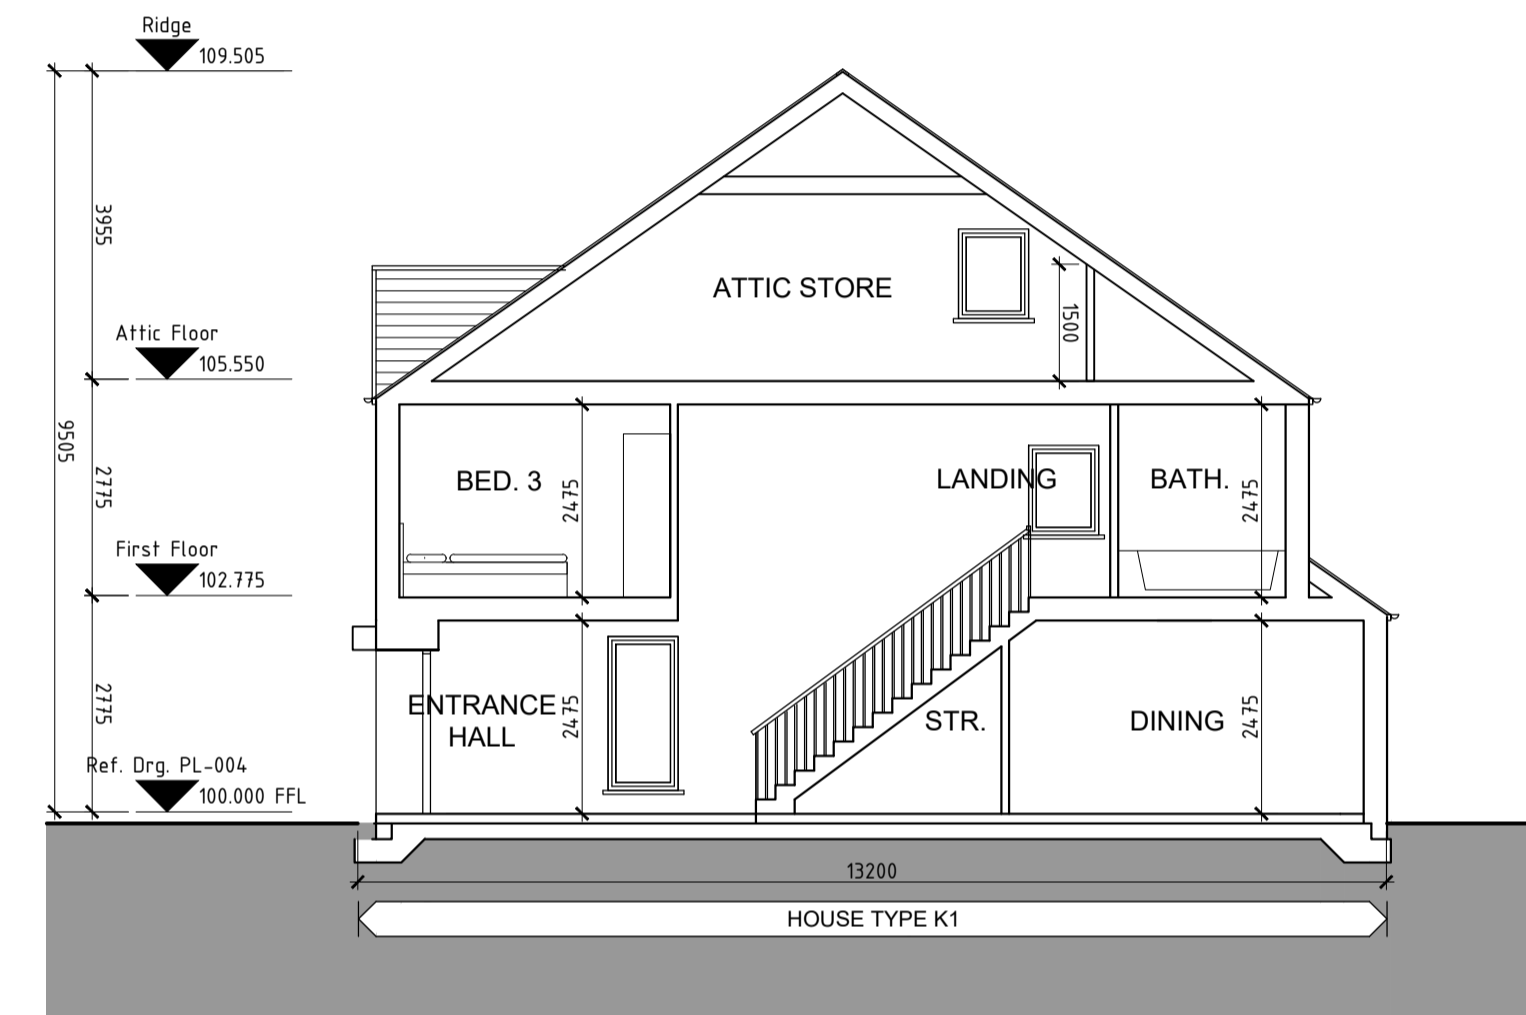 Ridge
109.505
3955
ATTIC STORE
1500
Attic Floor
105.550
9505
2775
BED. 3
2475
LANDING
BATH.
2475
First Floor
102.775
2775
ENTRANCE
HALL
2475
STR.
DINING
2475
Ref. Drg. PL-004
100.000 FFL
13200
HOUSE TYPE K1